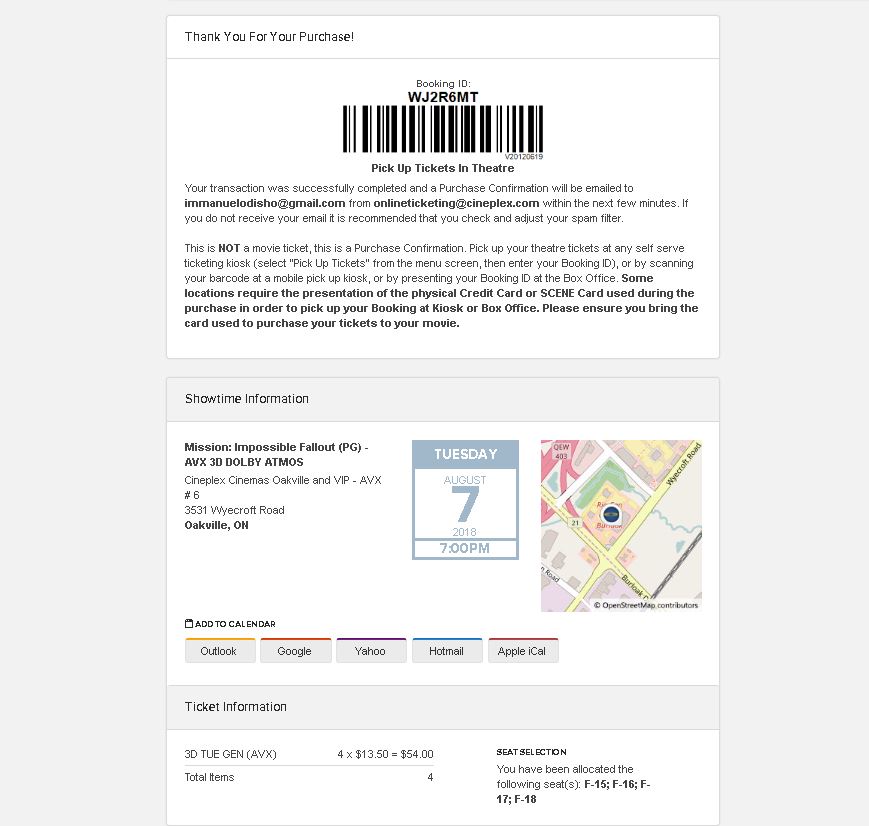 Thank You For Your Purchase!
Booking ID:
WJ2R6MT
V20120619
Pick Up Tickets In Theatre
Your transaction was successfully completed and a Purchase Confirmation will be emailed to
immanuelodisho@gmail.com from onlineticketing@cineplex.com within the next few minutes. If
you do not receive your email it is recommended that you check and adjust your spam filter.
This is NOT a movie ticket, this is a Purchase Confirmation. Pick up your theatre tickets at any self serve
ticketing kiosk (select "Pick Up Tickets" from the menu screen, then enter your Booking ID), or by scanning
your barcode at a mobile pick up kiosk, or by presenting your Booking ID at the Box Office. Some
locations require the presentation of the physical Credit Card or SCENE Card used during the
purchase in order to pick up your Booking at Kiosk or Box Office. Please ensure you bring the
card used to purchase your tickets to your movie.
Showtime Information
Mission: Impossible Fallout (PG) -
AVX 3D DOLBY ATMOS
Cineplex Cinemas Oakville and VIP - AVX
# 6
3531 Wyecroft Road
Oakville, ON
TUESDAY
AUGUST
7
2018
7:00PM
QEW
403
Wyecroft Road
21
Burloak
n Road
Burloak D
© OpenStreetMap contributors
ADD TO CALENDAR
Outlook
Google
Yahoo
Hotmail
Apple iCal
Ticket Information
3D TUE GEN (AVX) 4 x $13.50 = $54.00
Total Items 4
SEAT SELECTION
You have been allocated the
following seat(s): F-15; F-16; F-
17; F-18